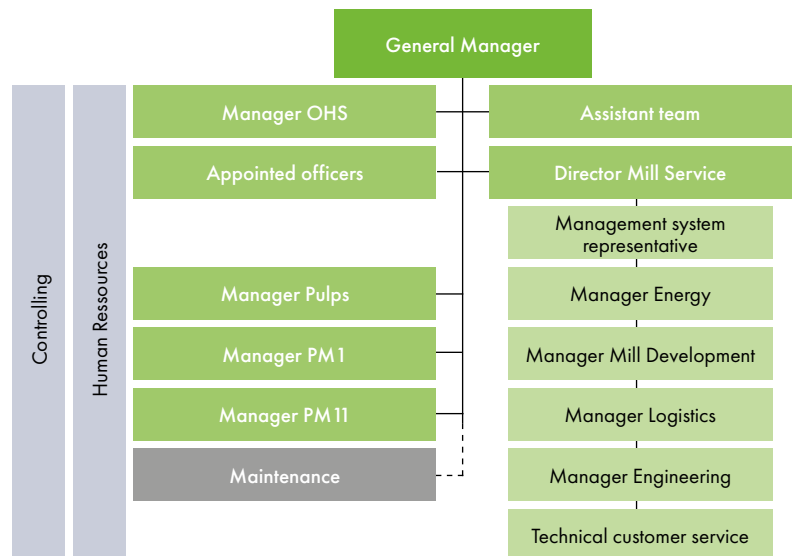 General Manager
Controlling
Human Ressources
Manager OHS
Assistant team
Appointed officers
Director Mill Service
Management system
representative
Manager Pulps
Manager Energy
Manager PM1
Manager Mill Development
Manager PM11
Manager Logistics
Maintenance
Manager Engineering
Technical customer service